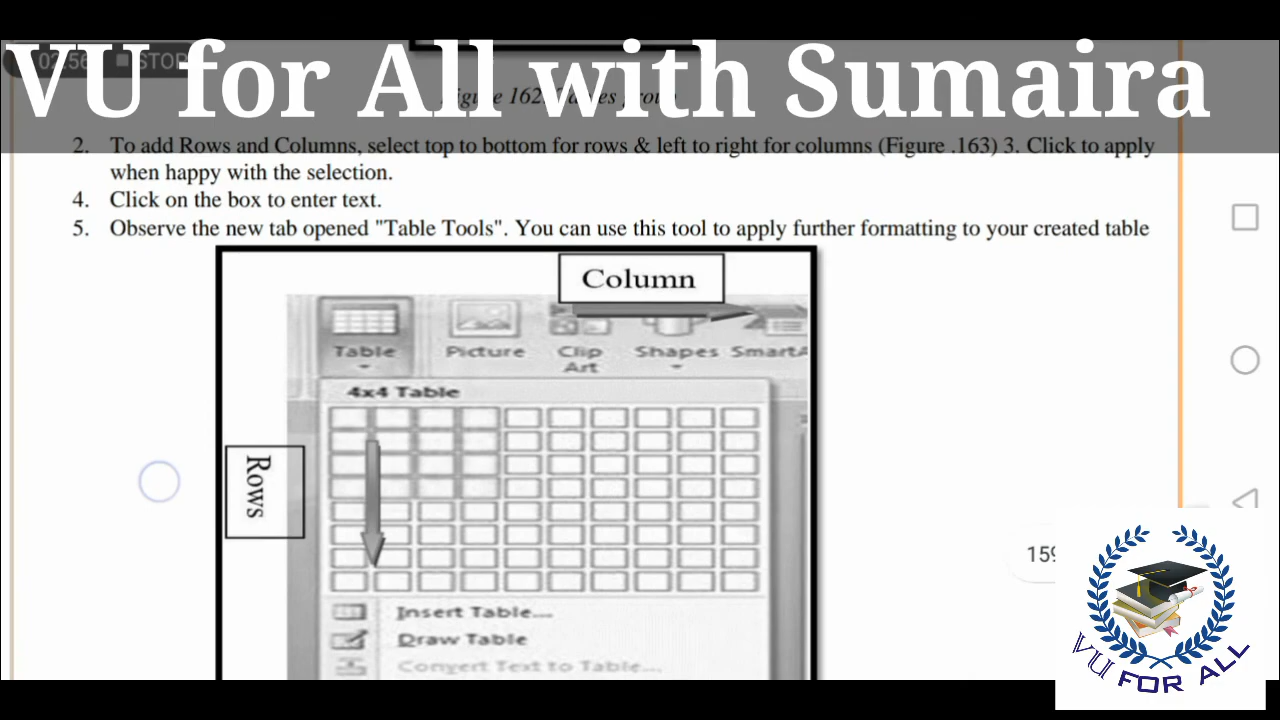 VU for All with Sumaira
STOP
2. To add Rows and Columns, select top to bottom for rows & left to right for columns (Figure .163) 3. Click to apply
when happy with the selection.
4. Click on the box to enter text.
5. Observe the new tab opened "Table Tools". You can use this tool to apply further formatting to your created table
Column
Table
Picture
Clip
Art
Shapes
SmartA
4x4 Table
Rows
Insert Table...
Draw Table
Convert Text to Table...
159
VU FOR ALL